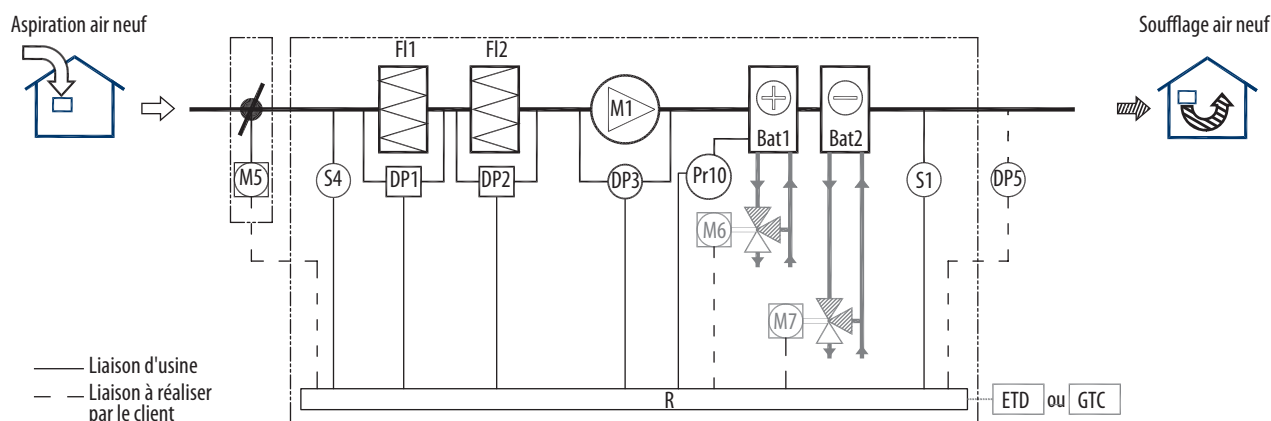 Aspiration air neuf
Soufflage air neuf
FI1
FI2
M1
Bat1
Bat2
M5
S4
DP1
DP2
DP3
Pr10
S1
DP5
M6
M7
Liaison d'usine
Liaison à réaliser
par le client
R
ETD ou GTC